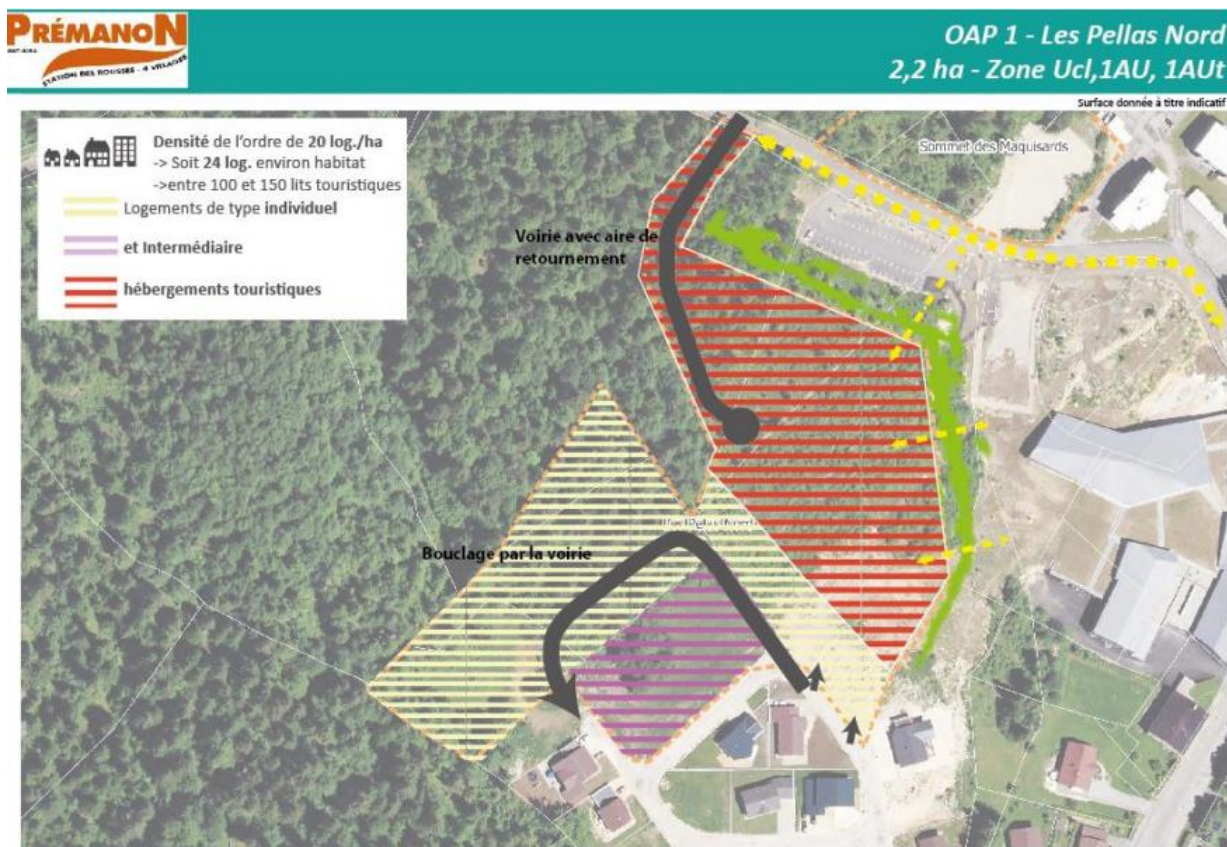 PRÉMANON
STATION DES ROUSSES - 4 VILLAGES
OAP 1 - Les Pellas Nord
2,2 ha - Zone Ucl,1AU, 1AUt
Surface donnée à titre indicatif
Densité de l'ordre de 20 log./ha
-> Soit 24 log. environ habitat
->entre 100 et 150 lits touristiques
Logements de type individuel
et Intermédiaire
hébergements touristiques
Sommet des Maquisards
Voirie avec aire de
retournement
Bouclage par la voirie